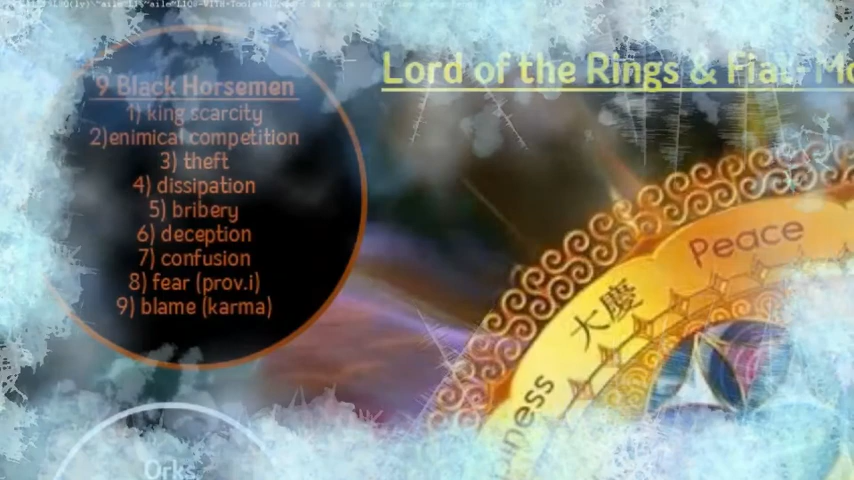 Lord of the Rings &
9 Black Horsemen
1) king scarcity
2)enimical competition
3) theft
4) dissipation
5) bribery
6) deception
7) confusion
8) fear (prov.i)
9) blame (karma)
Peace
大慶
Orks